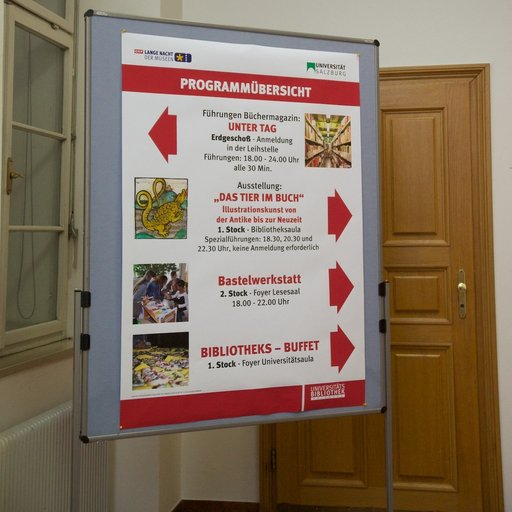 ORF LANGE NACHT
DER MUSEEN
UNIVERSITÄT
SALZBURG
PROGRAMMÜBERSICHT
Führungen Büchermagazin:
UNTER TAG
Erdgeschoß - Anmeldung
in der Leihstelle
Führungen: 18.00 - 24.00 Uhr
alle 30 Min.
Ausstellung:
„DAS TIER IM BUCH"
Illustrationskunst von
der Antike bis zur Neuzeit
1. Stock - Bibliotheksaula
Spezialführungen: 18.30, 20.30 und
22.30 Uhr, keine Anmeldung erforderlich
Bastelwerkstatt
2. Stock - Foyer Lesesaal
18.00 - 22.00 Uhr
BIBLIOTHEKS – BUFFET
1. Stock - Foyer Universitätsaula
UNIVERSITÄTS
BIBLIOTHEK